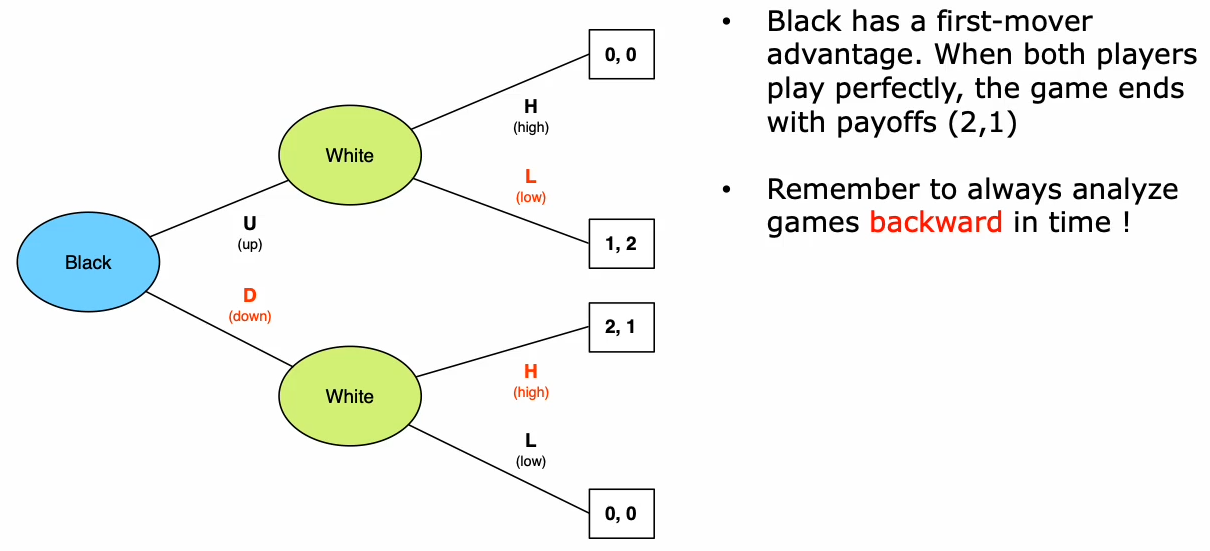 0, 0
H
(high)
White
L
(low)
U
(up)
1, 2
Black
D
(down)
2, 1
White
H
(high)
L
(low)
0, 0
• Black has a first-mover
advantage. When both players
play perfectly, the game ends
with payoffs (2,1)
• Remember to always analyze
games backward in time !